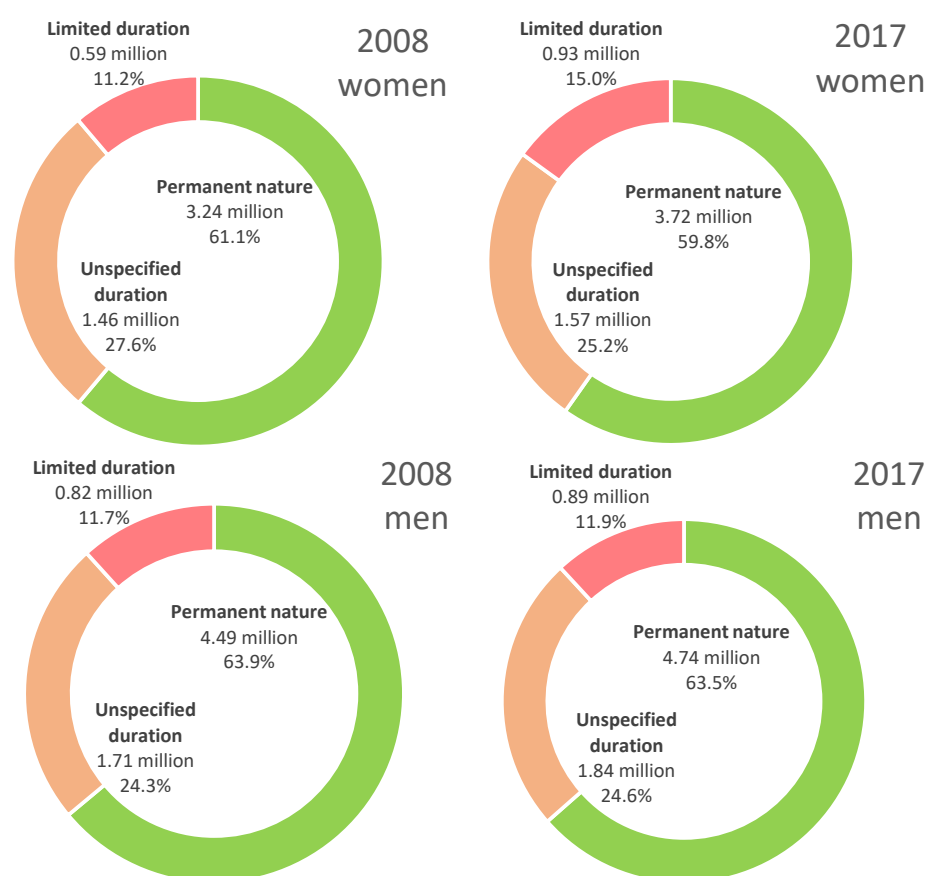 Limited duration
0.59 million
11.2%
2008
women
Permanent nature
3.24 million
61.1%
Unspecified
duration
1.46 million
27.6%
Limited duration
0.93 million
15.0%
2017
women
Permanent nature
3.72 million
59.8%
Unspecified
duration
1.57 million
25.2%
Limited duration
0.82 million
11.7%
2008
men
Permanent nature
4.49 million
63.9%
Unspecified
duration
1.71 million
24.3%
Limited duration
0.89 million
11.9%
2017
men
Permanent nature
4.74 million
63.5%
Unspecified
duration
1.84 million
24.6%